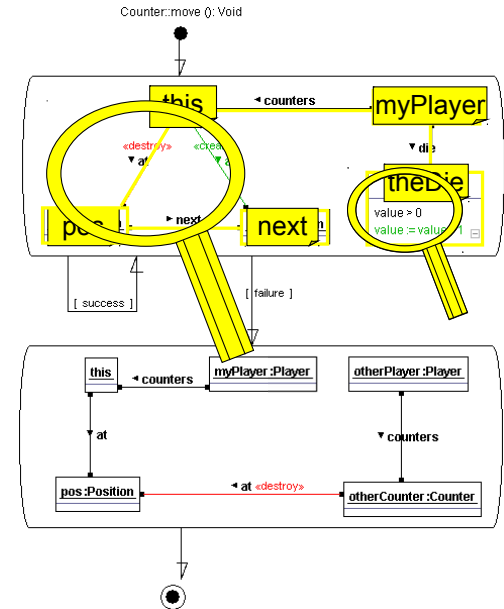 Counter::move (): Void
this
◄ counters
myPlayer
«destroy»
▼ at
▼ die
theDie
value > 0
pos
► next
next
[ success ]
[ failure ]
this
◄ counters
myPlayer :Player
otherPlayer :Player
▼ at
▼ counters
pos :Position
◄ at «destroy»
otherCounter :Counter